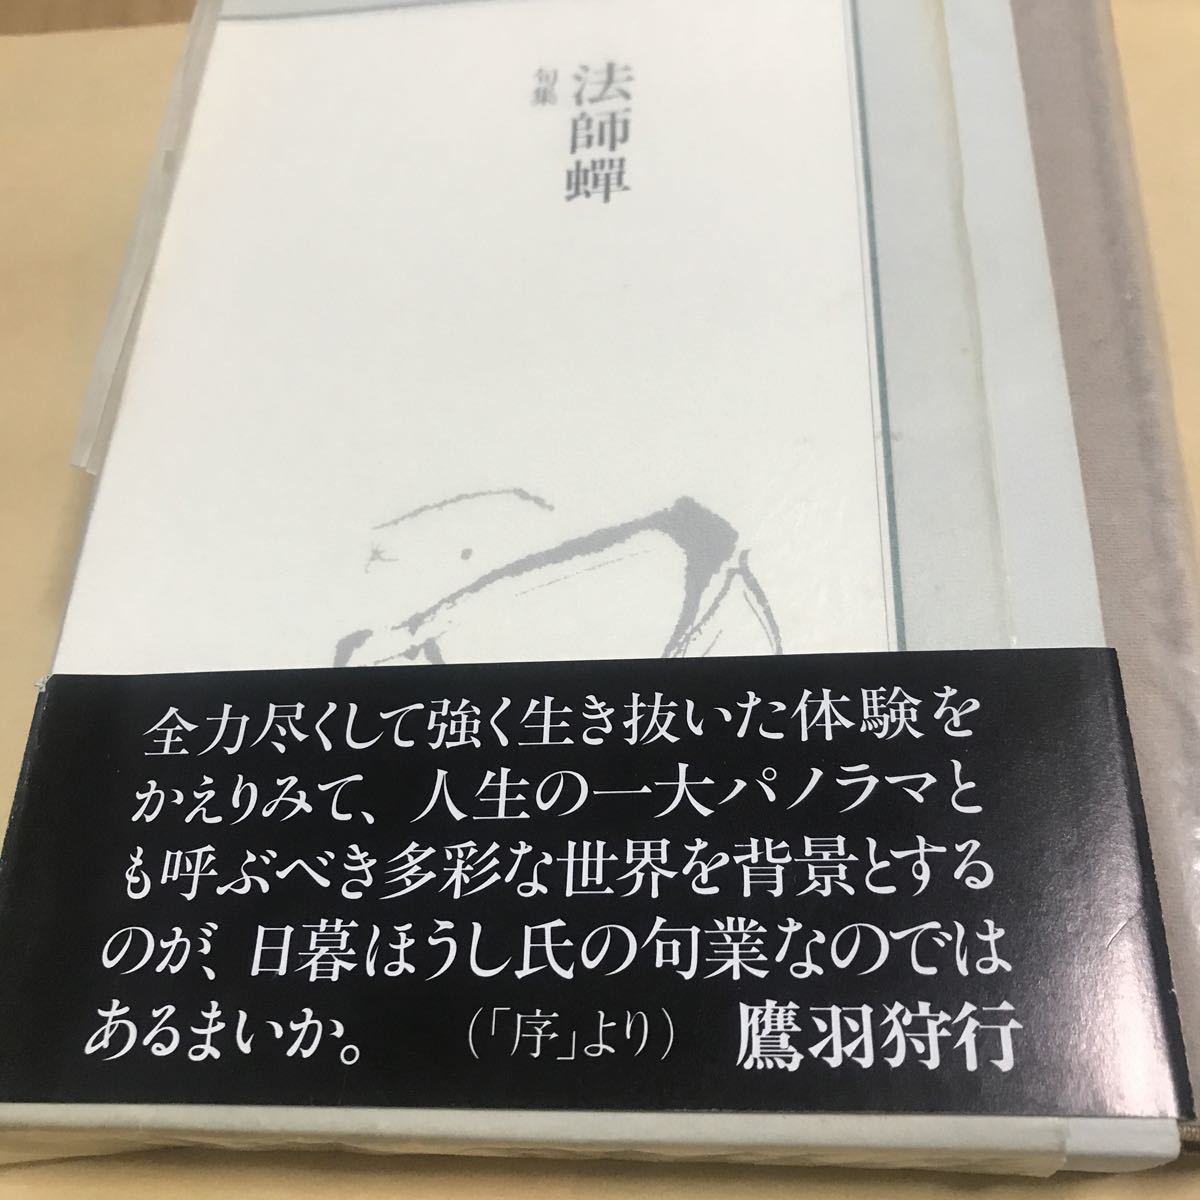 法師蟬
句集
全力尽くして強く生き抜いた体験を
かえりみて、人生の一大パノラマと
も呼ぶべき多彩な世界を背景とする
のが、日暮ほうし氏の句業なのでは
あるまいか。（「序」より）鷹羽狩行